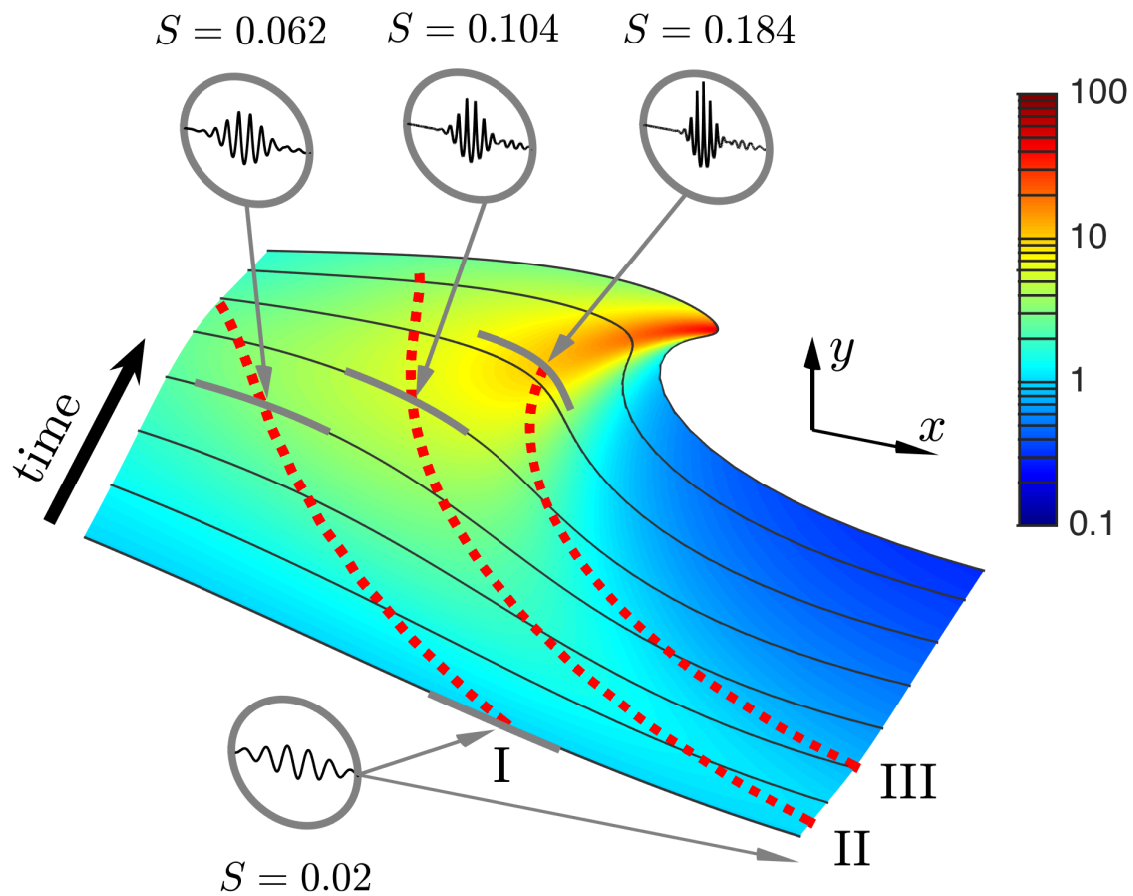 S = 0.062
S = 0.104
S = 0.184
100
10
1
0.1
y
x
time
I
III
II
S = 0.02